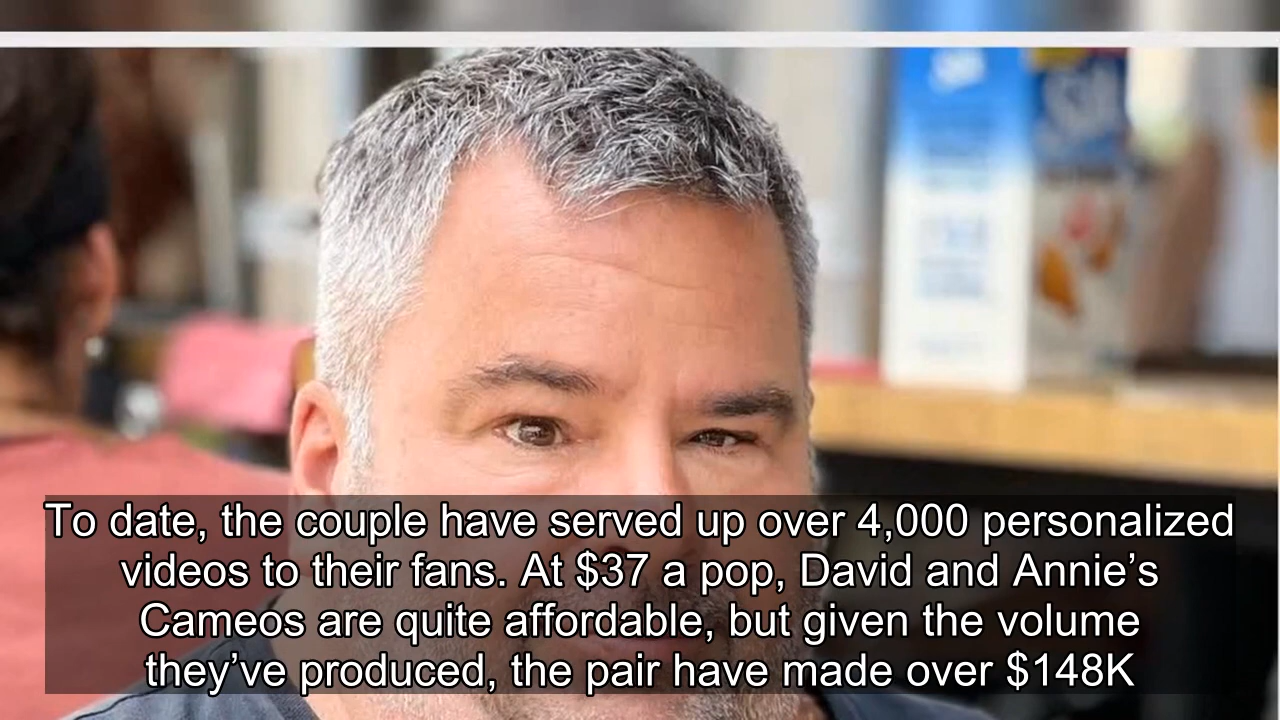 To date, the couple have served up over 4,000 personalized
videos to their fans. At $37 a pop, David and Annie’s
Cameos are quite affordable, but given the volume
they’ve produced, the pair have made over $148K